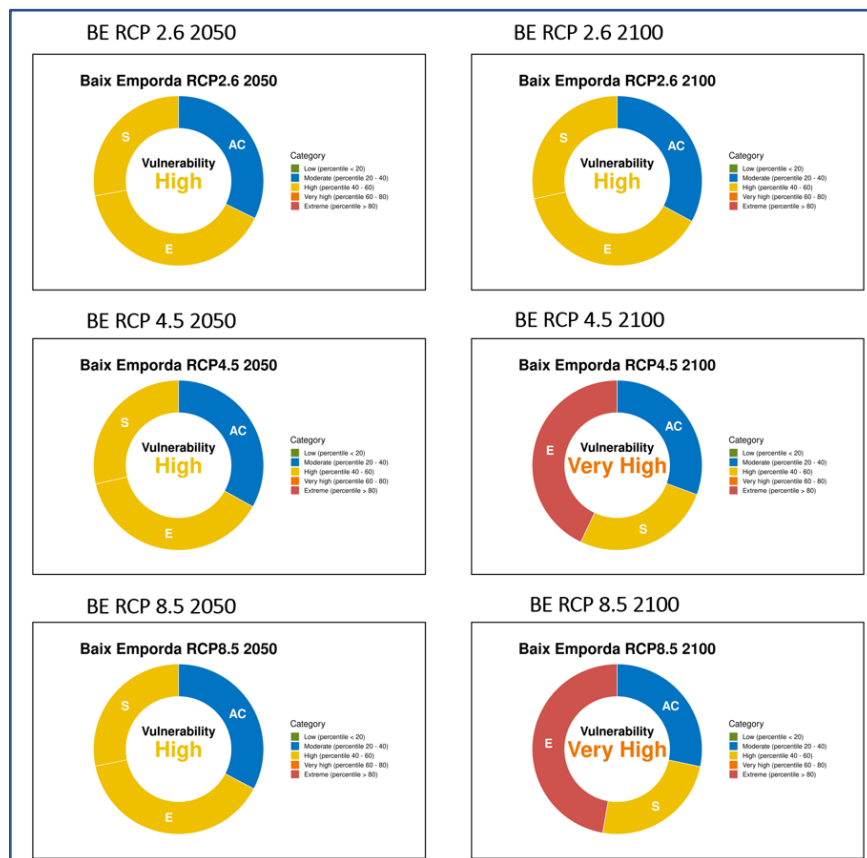 BE RCP 2.6 2050
Baix Emporda RCP2.6 2050
S
AC
E
Vulnerability
High
Category
Low (percentile < 20)
Moderate (percentile 20 - 40)
High (percentile 40 - 60)
Very high (percentile 60 - 80)
Extreme (percentile > 80)
BE RCP 2.6 2100
Baix Emporda RCP2.6 2100
S
AC
E
Vulnerability
High
Category
Low (percentile < 20)
Moderate (percentile 20 - 40)
High (percentile 40 - 60)
Very high (percentile 60 - 80)
Extreme (percentile > 80)
BE RCP 4.5 2050
Baix Emporda RCP4.5 2050
S
AC
E
Vulnerability
High
Category
Low (percentile < 20)
Moderate (percentile 20 - 40)
High (percentile 40 - 60)
Very high (percentile 60 - 80)
Extreme (percentile > 80)
BE RCP 4.5 2100
Baix Emporda RCP4.5 2100
E
AC
S
Vulnerability
Very High
Category
Low (percentile < 20)
Moderate (percentile 20 - 40)
High (percentile 40 - 60)
Very high (percentile 60 - 80)
Extreme (percentile > 80)
BE RCP 8.5 2050
Baix Emporda RCP8.5 2050
S
AC
E
Vulnerability
High
Category
Low (percentile < 20)
Moderate (percentile 20 - 40)
High (percentile 40 - 60)
Very high (percentile 60 - 80)
Extreme (percentile > 80)
BE RCP 8.5 2100
Baix Emporda RCP8.5 2100
E
AC
S
Vulnerability
Very High
Category
Low (percentile < 20)
Moderate (percentile 20 - 40)
High (percentile 40 - 60)
Very high (percentile 60 - 80)
Extreme (percentile > 80)